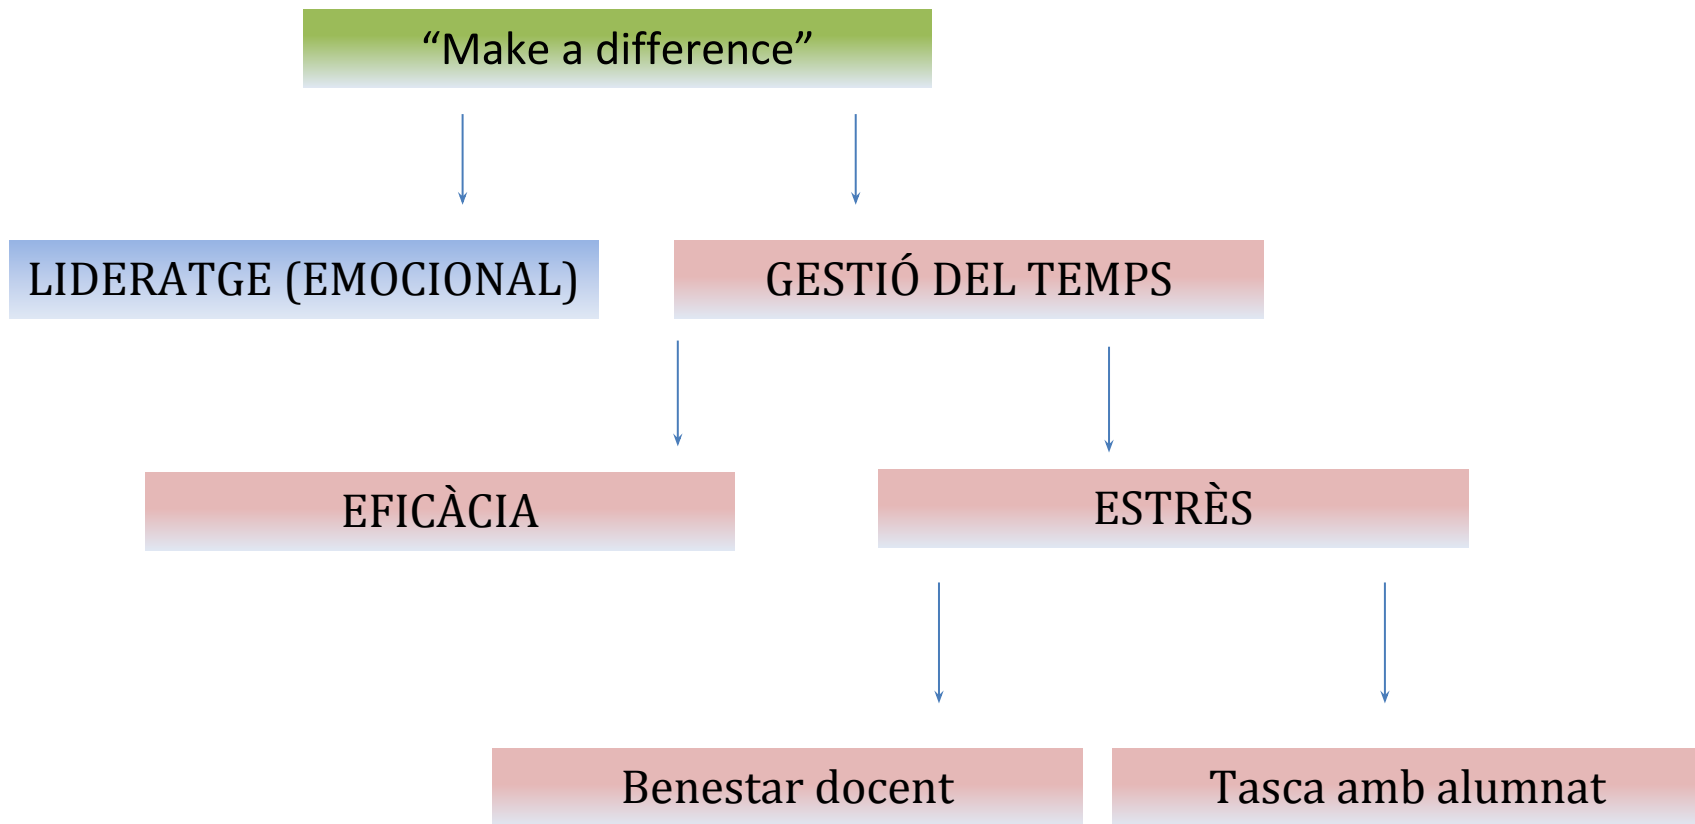 “Make a difference”
LIDERATGE (EMOCIONAL)
GESTIÓ DEL TEMPS
EFICÀCIA
ESTRÈS
Benestar docent
Tasca amb alumnat